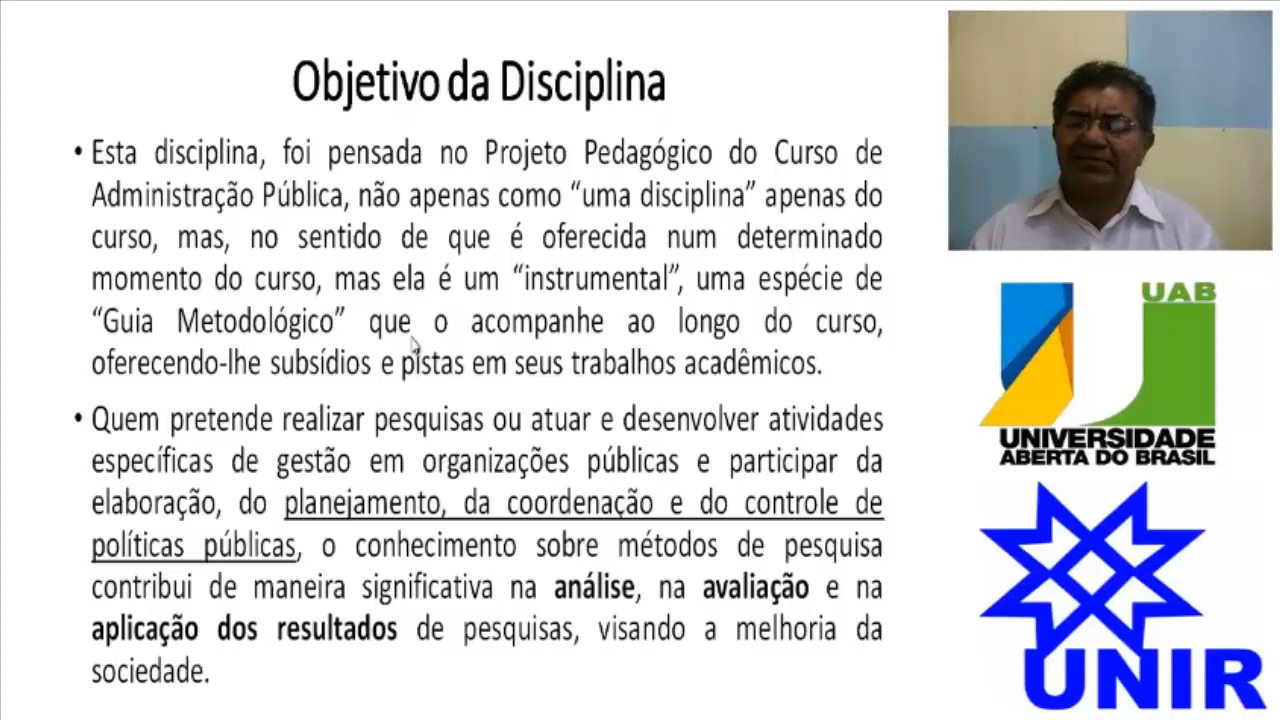 Objetivo da Disciplina
• Esta disciplina, foi pensada no Projeto Pedagógico do Curso de
Administração Pública, não apenas como “uma disciplina” apenas do
curso, mas, no sentido de que é oferecida num determinado
momento do curso, mas ela é um “instrumental”, uma espécie de
“Guia Metodológico” que o acompanhe ao longo do curso,
oferecendo-lhe subsídios e pistas em seus trabalhos acadêmicos.
• Quem pretende realizar pesquisas ou atuar e desenvolver atividades
específicas de gestão em organizações públicas e participar da
elaboração, do planejamento, da coordenação e do controle de
políticas públicas, o conhecimento sobre métodos de pesquisa
contribui de maneira significativa na análise, na avaliação e na
aplicação dos resultados de pesquisas, visando a melhoria da
sociedade.
UAB
UNIVERSIDADE
ABERTA DO BRASIL
UNIR